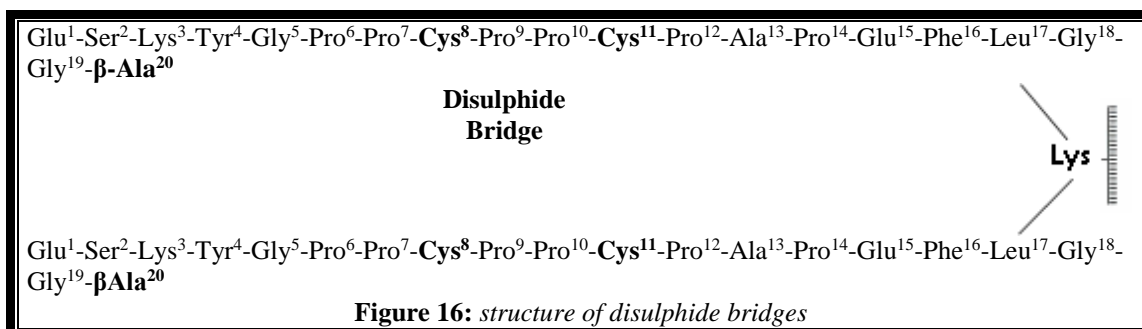 Glu¹-Ser²-Lys³-Tyr⁴-Gly⁵-Pro⁶-Pro⁷-Cys⁸-Pro⁹-Pro¹⁰-Cys¹¹-Pro¹²-Ala¹³-Pro¹⁴-Glu¹⁵-Phe¹⁶-Leu¹⁷-Gly¹⁸-
Gly¹⁹-β-Ala²⁰
Disulphide
Bridge
Lys
Glu¹-Ser²-Lys³-Tyr⁴-Gly⁵-Pro⁶-Pro⁷-Cys⁸-Pro⁹-Pro¹⁰-Cys¹¹-Pro¹²-Ala¹³-Pro¹⁴-Glu¹⁵-Phe¹⁶-Leu¹⁷-Gly¹⁸-
Gly¹⁹-βAla²⁰
Figure 16: structure of disulphide bridges